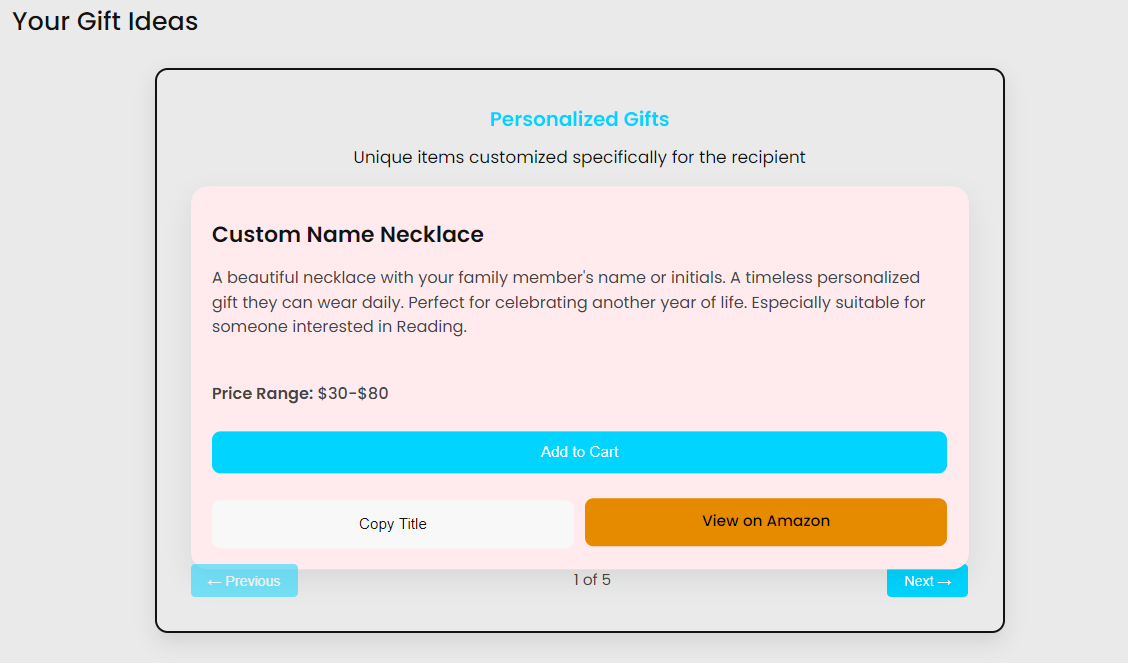 Your Gift Ideas
Personalized Gifts
Unique items customized specifically for the recipient
Custom Name Necklace
A beautiful necklace with your family member's name or initials. A timeless personalized
gift they can wear daily. Perfect for celebrating another year of life. Especially suitable for
someone interested in Reading.
Price Range: $30-$80
Add to Cart
Copy Title
View on Amazon
← Previous
1 of 5
Next →